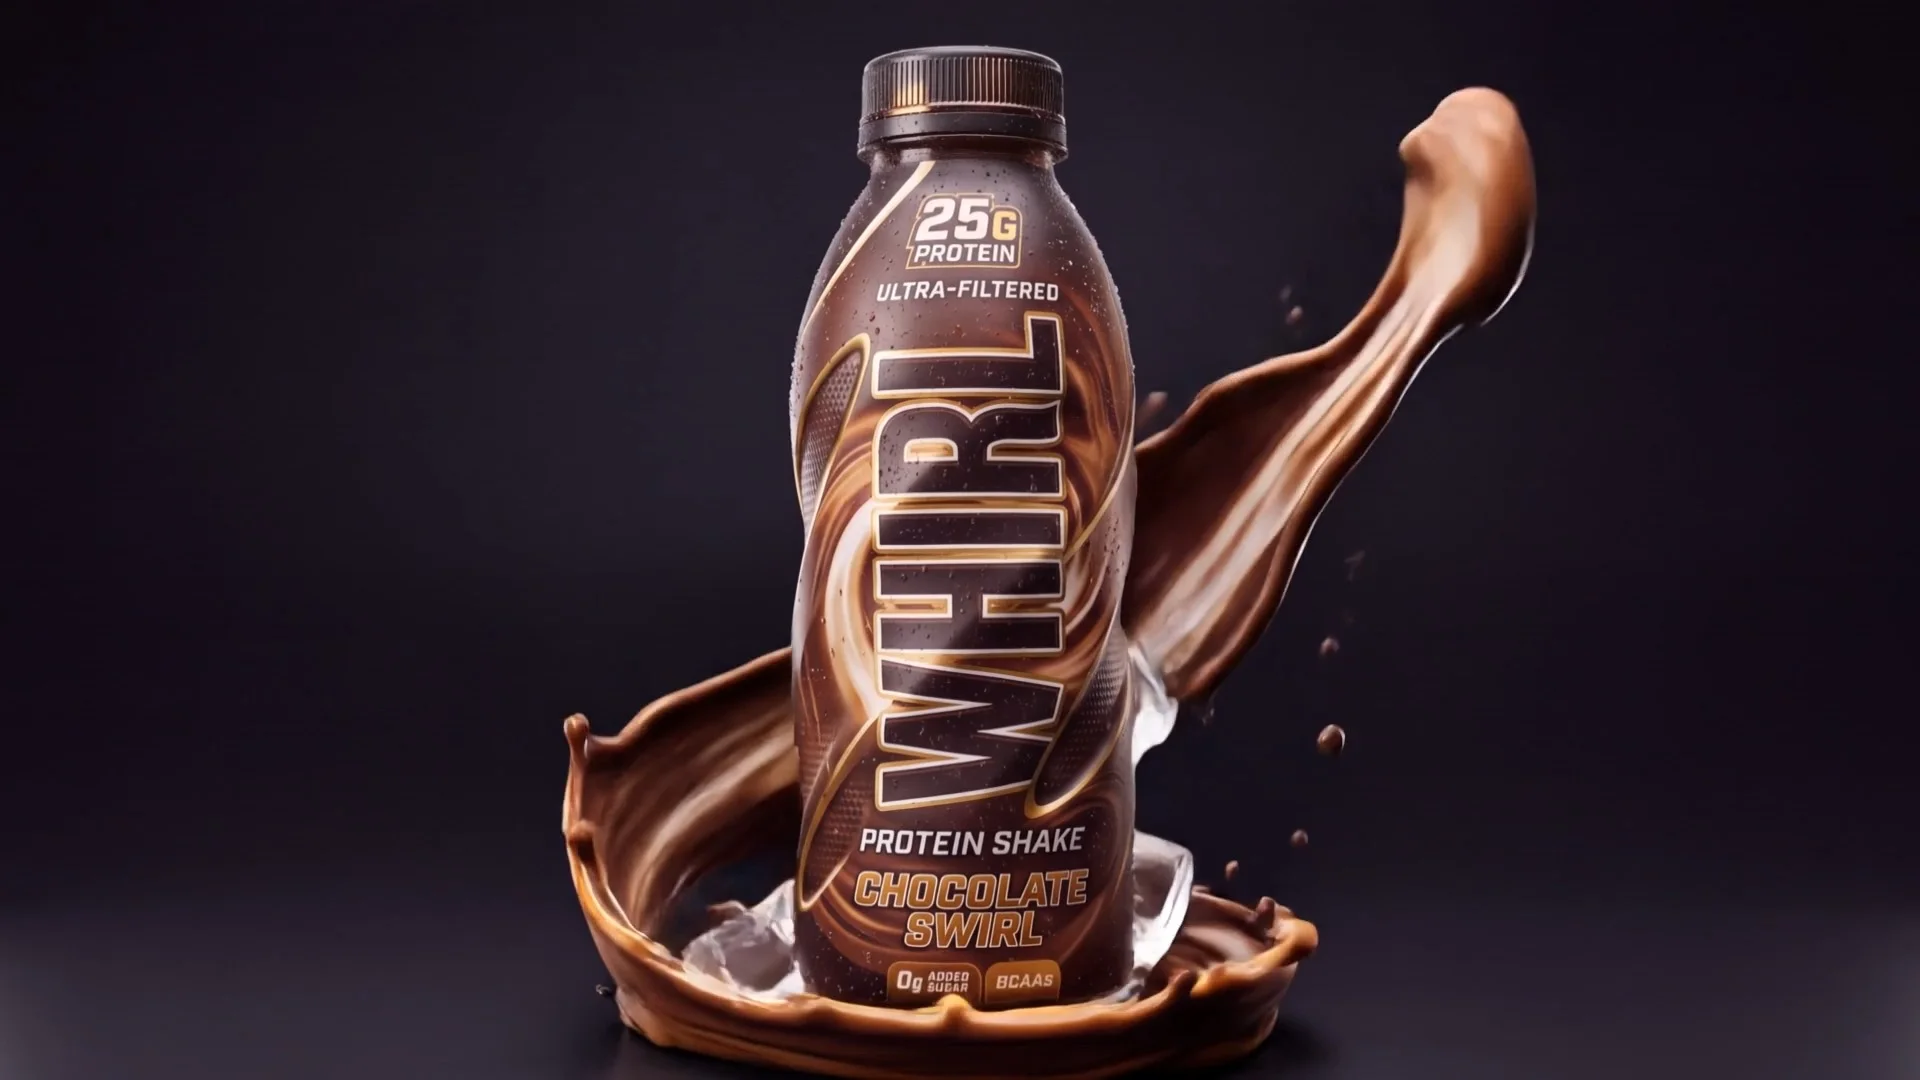 25G
PROTEIN
ULTRA-FILTERED
WHIRL
PROTEIN SHAKE
CHOCOLATE
SWIRL
0g ADDED SUGAR
BCAAs